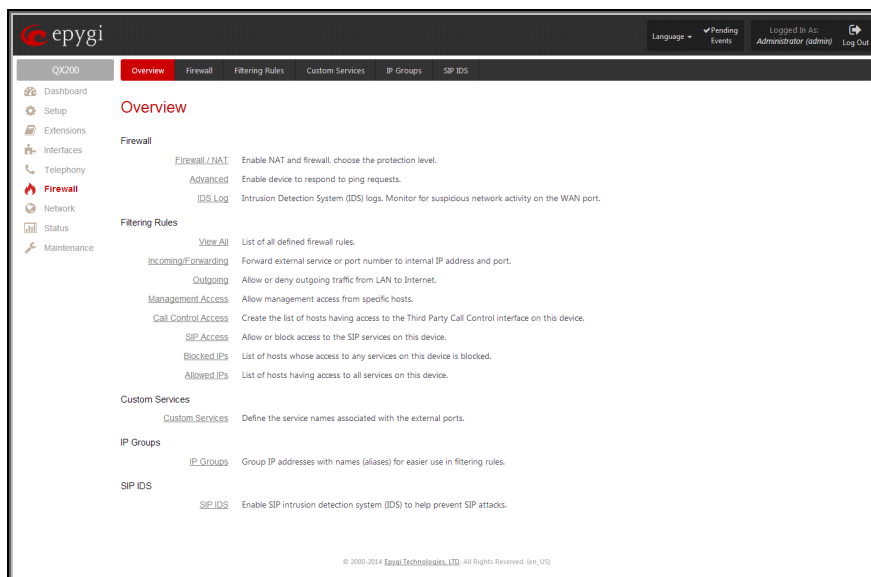 epygi
Language
Pending Events
Logged In As:
Administrator (admin)
Log Out
QX200
Overview Firewall Filtering Rules Custom Services IP Groups SIP IDS
Dashboard
Setup
Extensions
Interfaces
Telephony
Firewall
Network
Status
Maintenance
Overview
Firewall
Firewall / NAT Enable NAT and firewall, choose the protection level.
Advanced Enable device to respond to ping requests.
IDS Log Intrusion Detection System (IDS) logs. Monitor for suspicious network activity on the WAN port.
Filtering Rules
View All List of all defined firewall rules.
Incoming/Forwarding Forward external service or port number to internal IP address and port.
Outgoing Allow or deny outgoing traffic from LAN to Internet.
Management Access Allow management access from specific hosts.
Call Control Access Create the list of hosts having access to the Third Party Call Control interface on this device.
SIP Access Allow or block access to the SIP services on this device.
Blocked IPs List of hosts whose access to any services on this device is blocked.
Allowed IPs List of hosts having access to all services on this device.
Custom Services
Custom Services Define the service names associated with the external ports.
IP Groups
IP Groups Group IP addresses with names (aliases) for easier use in filtering rules.
SIP IDS
SIP IDS Enable SIP intrusion detection system (IDS) to help prevent SIP attacks.
© 2000-2014 Epygi Technologies, LTD. All Rights Reserved. (en_US)